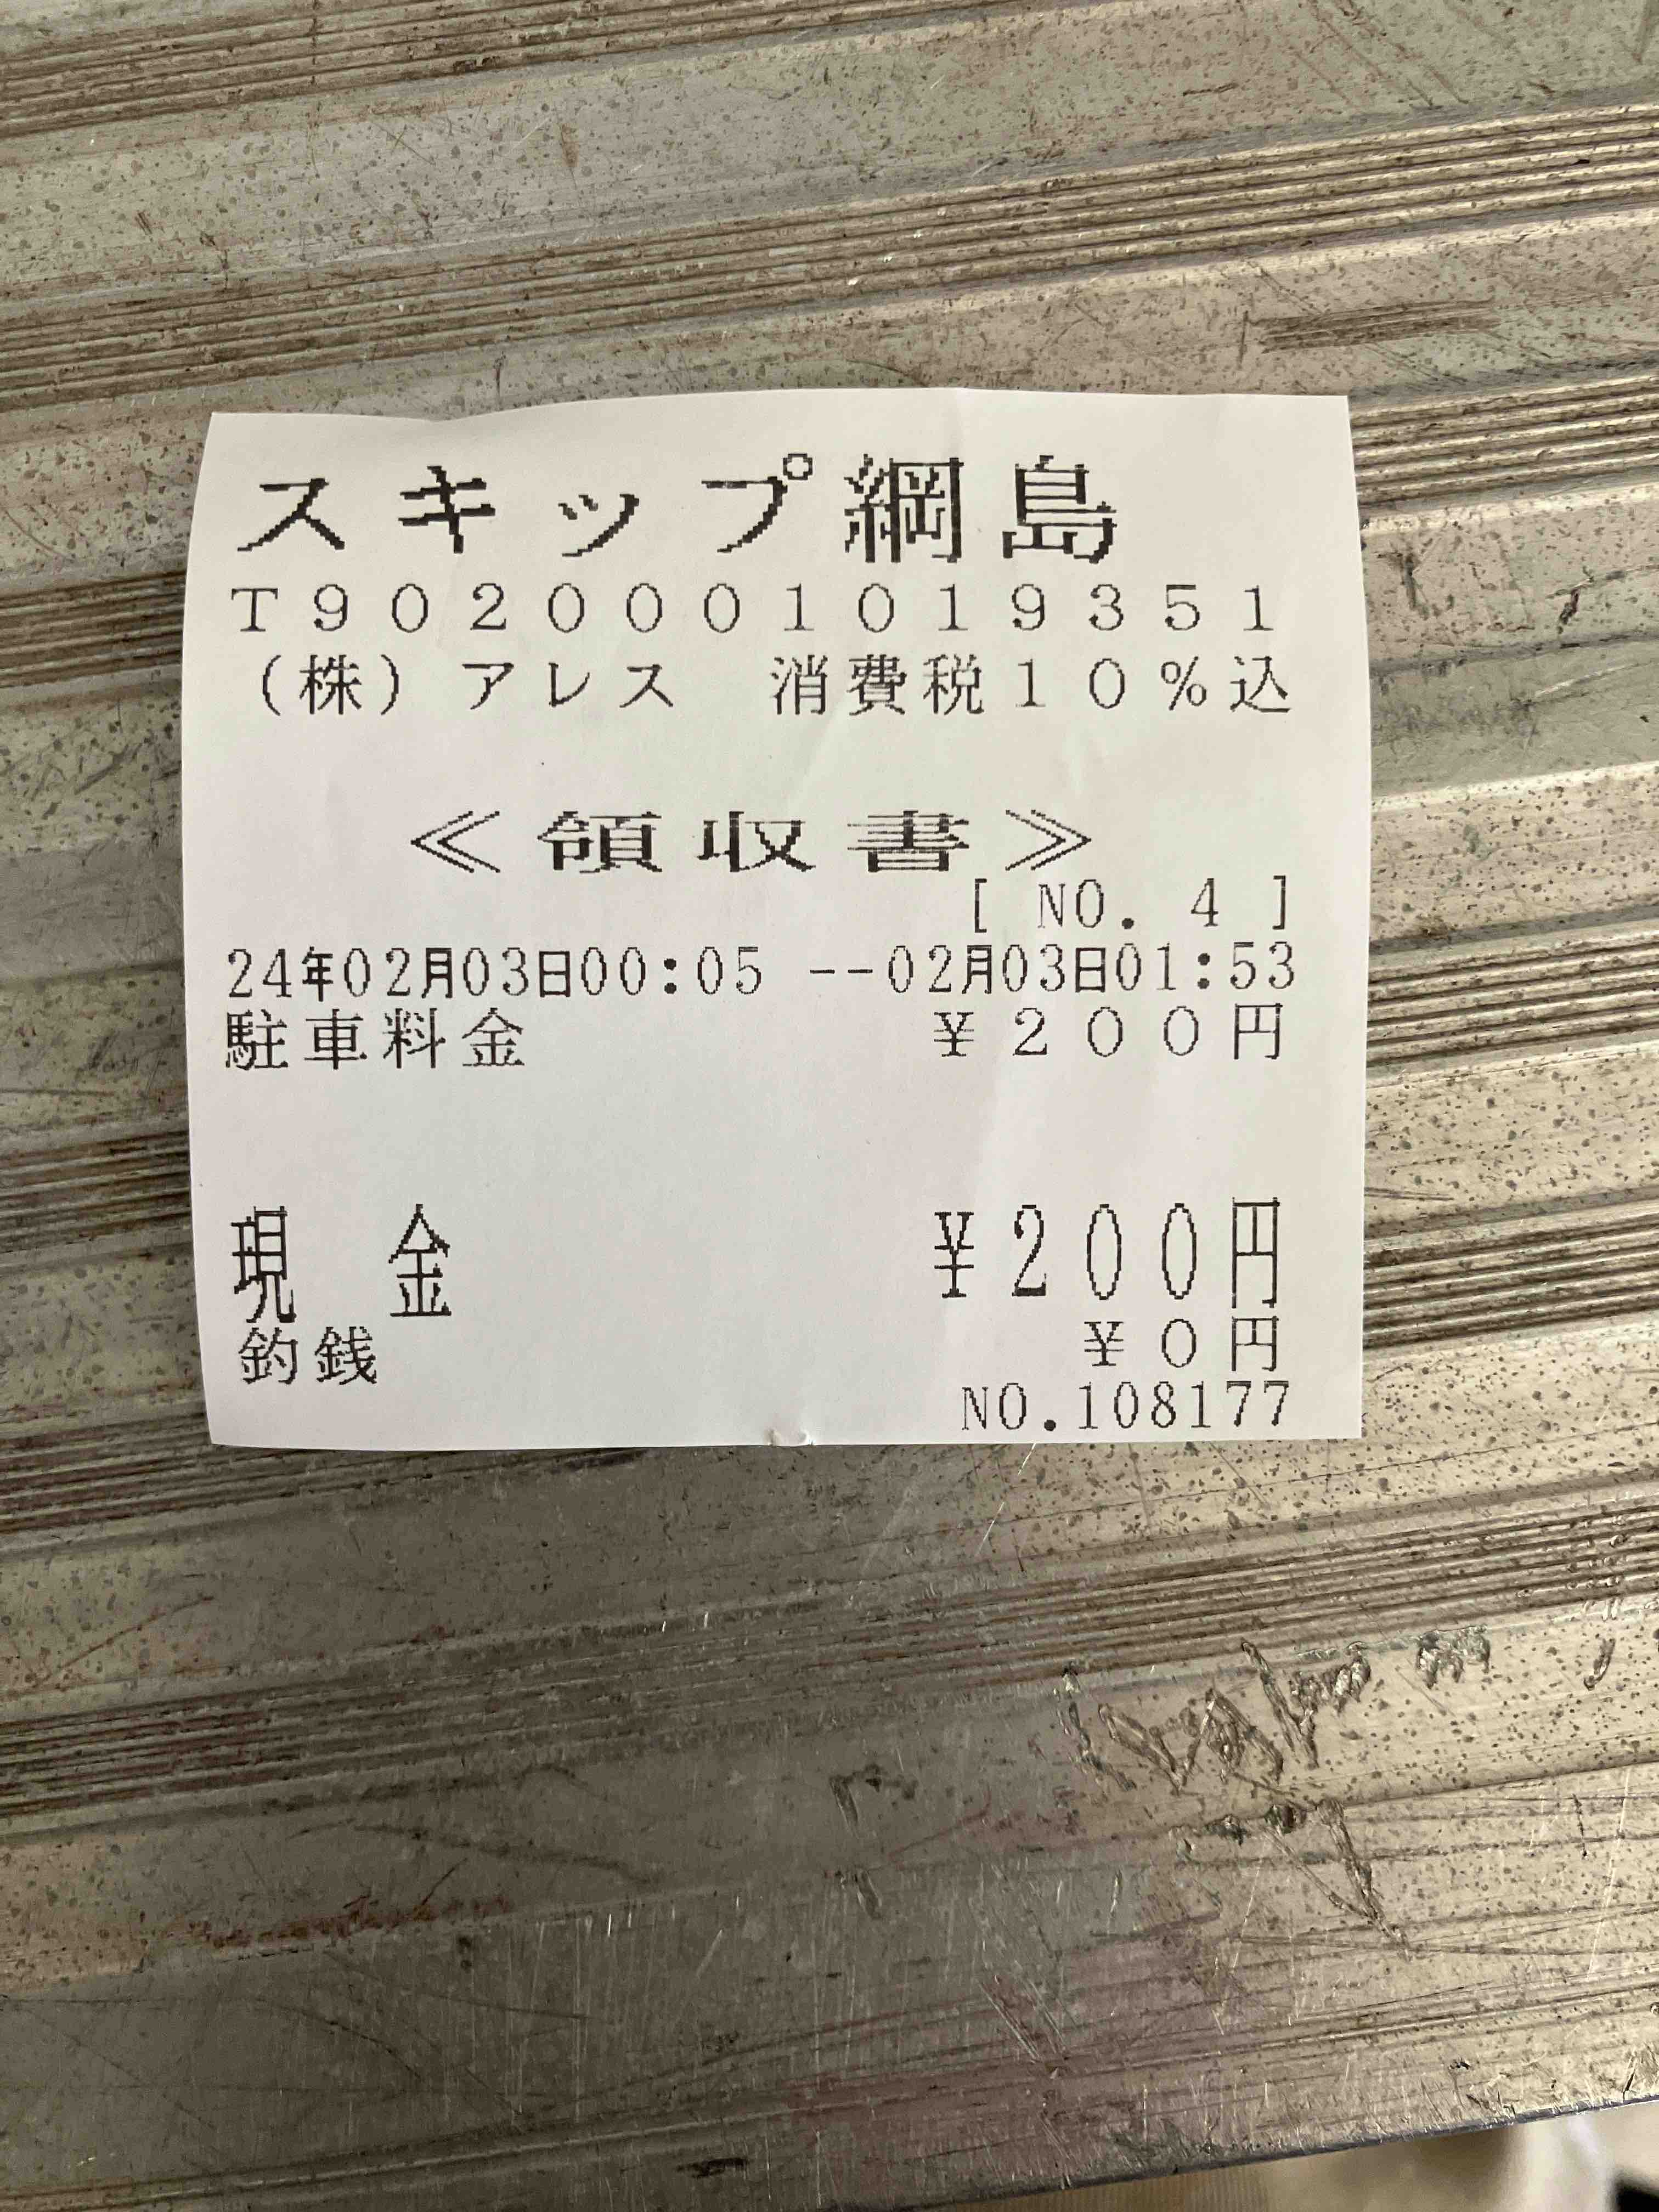 スキップ綱島
T9020001019351
(株)アレス 消費税10%込
≪領収書≫
[ NO. 4 ]
24年02月03日00:05 --02月03日01:53
駐車料金 ¥200円
現 金 ¥200円
釣銭 ¥0円
NO.108177